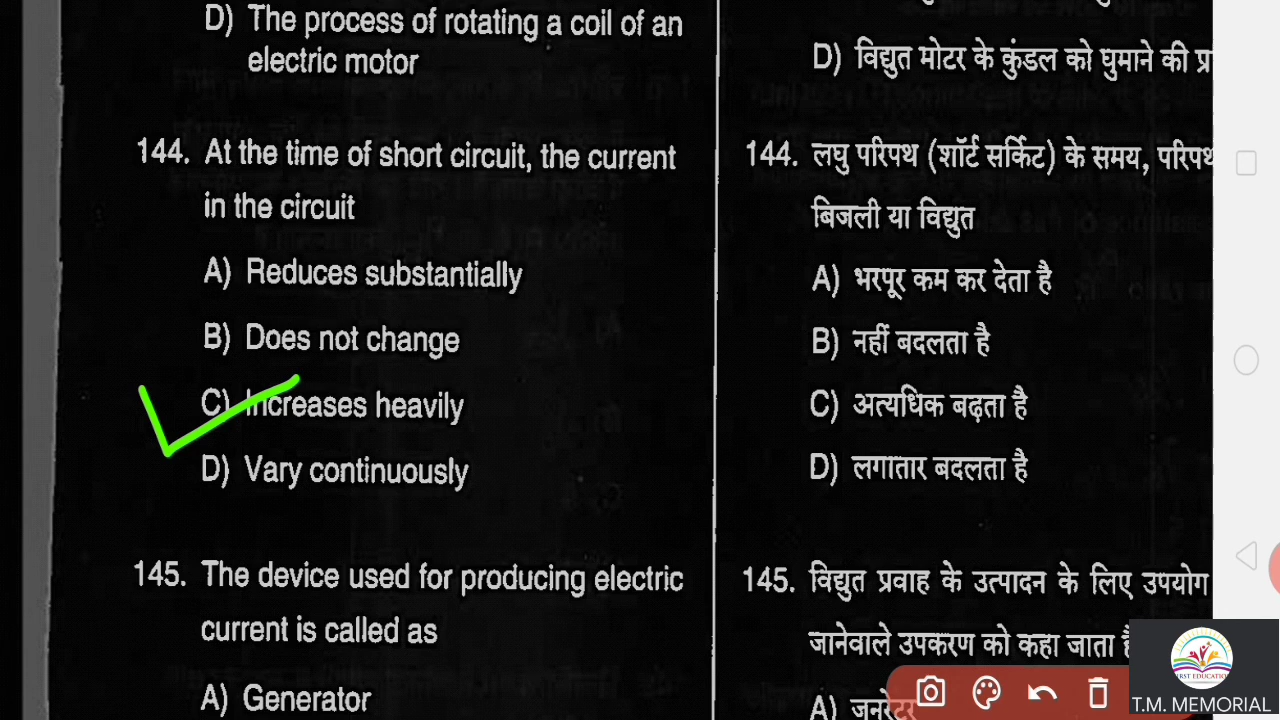 D) The process of rotating a coil of an
electric motor
144. At the time of short circuit, the current
in the circuit
A) Reduces substantially
B) Does not change
C) Increases heavily
D) Vary continuously
145. The device used for producing electric
current is called as
A) Generator
D) विद्युत मोटर के कुंडल को घुमाने की प्र
144. लघु परिपथ (शॉर्ट सर्किट) के समय, परिपथ
बिजली या विद्युत
A) भरपूर कम कर देता है
B) नहीं बदलता है
C) अत्यधिक बढ़ता है
D) लगातार बदलता है
145. विद्युत प्रवाह के उत्पादन के लिए उपयोग
जानेवाले उपकरण को कहा जाता है
A) जनरेटर
T.M. MEMORIAL